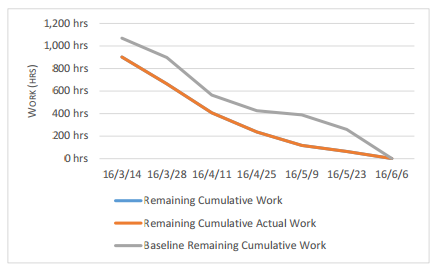 1,200 hrs
1,000 hrs
800 hrs
600 hrs
400 hrs
200 hrs
0 hrs
WORK (HRS)
16/3/14 16/3/28 16/4/11 16/4/25 16/5/9 16/5/23 16/6/6
Remaining Cumulative Work
Remaining Cumulative Actual Work
Baseline Remaining Cumulative Work